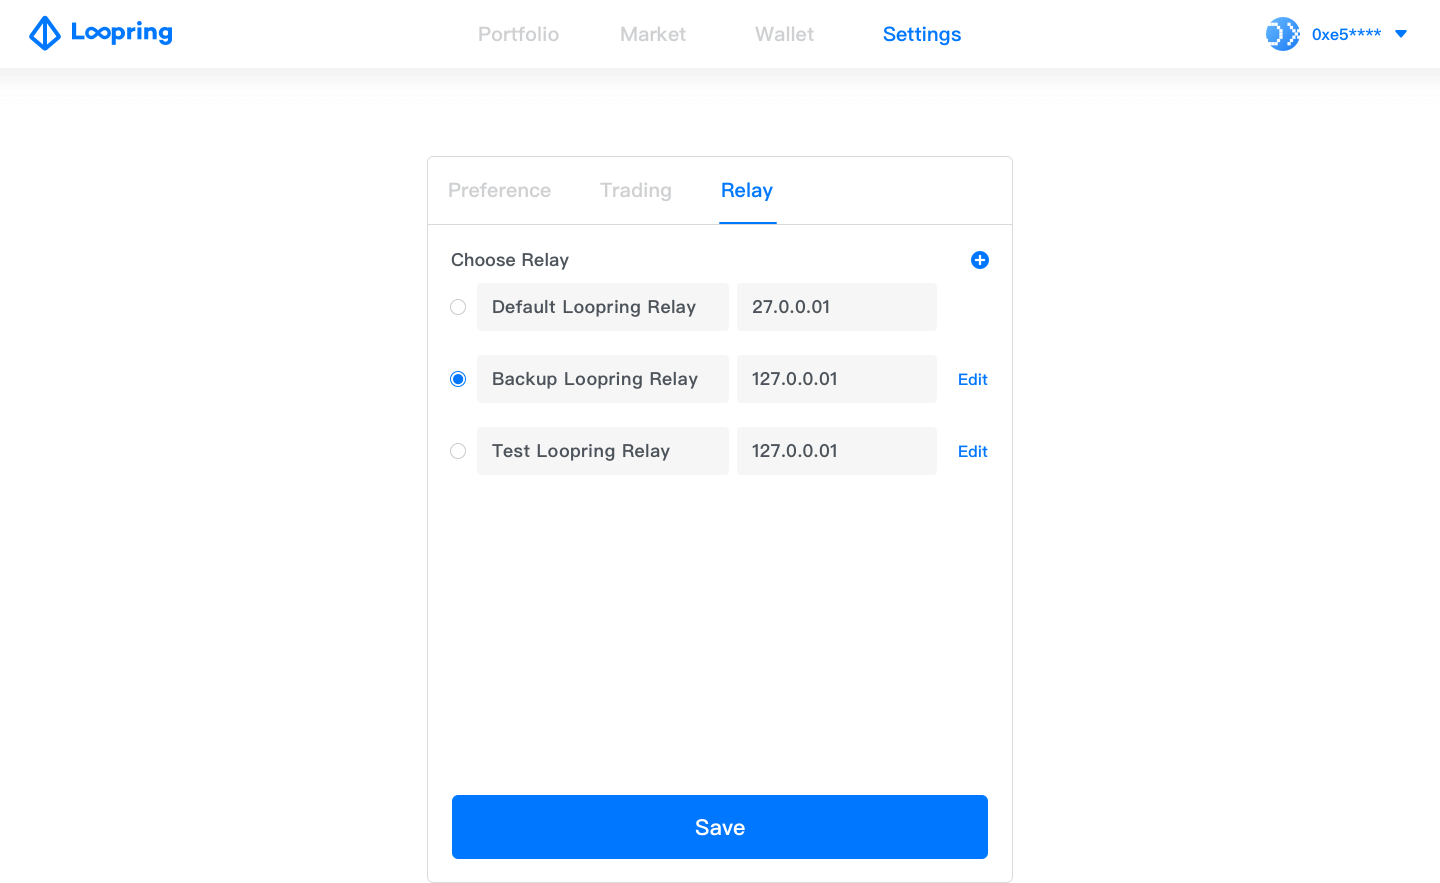 Loopring
Portfolio Market Wallet Settings
0xe5****
Preference Trading Relay
Choose Relay
Default Loopring Relay 27.0.0.01
Backup Loopring Relay 127.0.0.01 Edit
Test Loopring Relay 127.0.0.01 Edit
Save